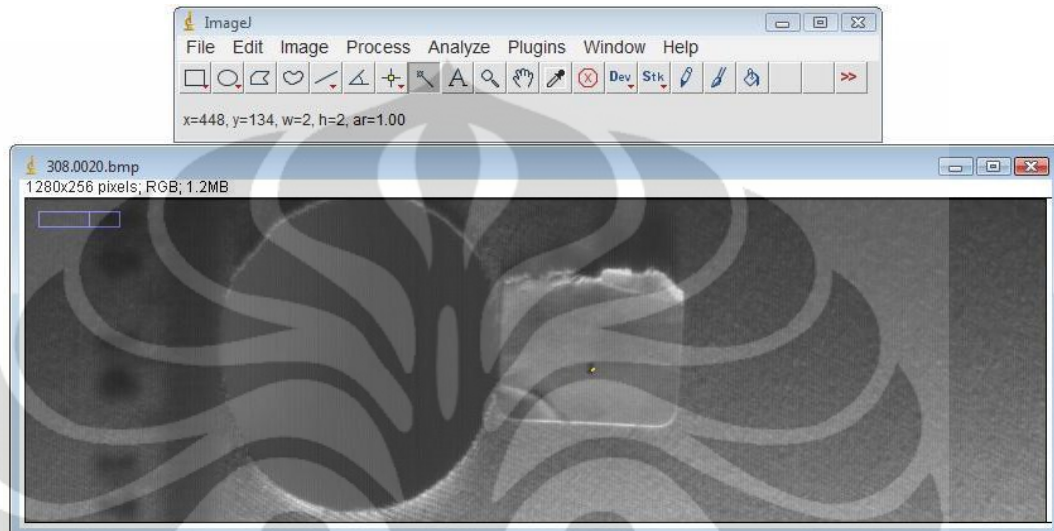 ImageJ
File Edit Image Process Analyze Plugins Window Help
A Dev Stk >>
x=448, y=134, w=2, h=2, ar=1.00
308.0020.bmp
1280x256 pixels; RGB; 1.2MB